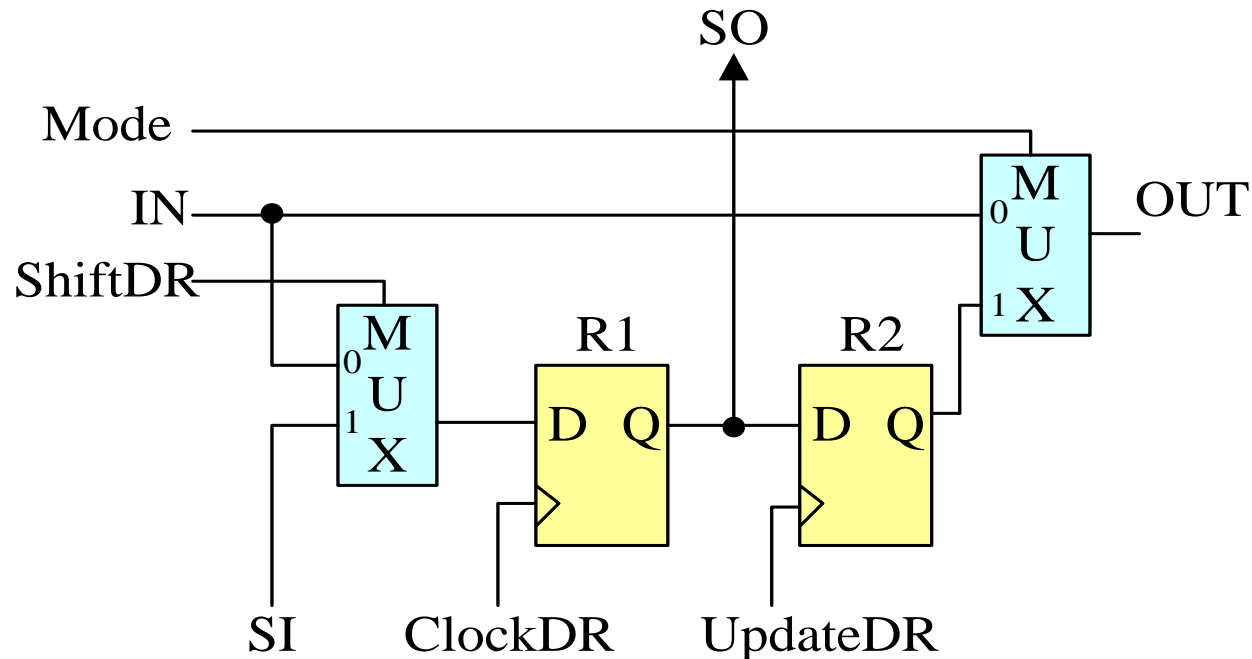 SO
Mode
IN
ShiftDR
0
1
M
U
X
R1
D Q
R2
D Q
0
1
M
U
X
OUT
SI
ClockDR
UpdateDR